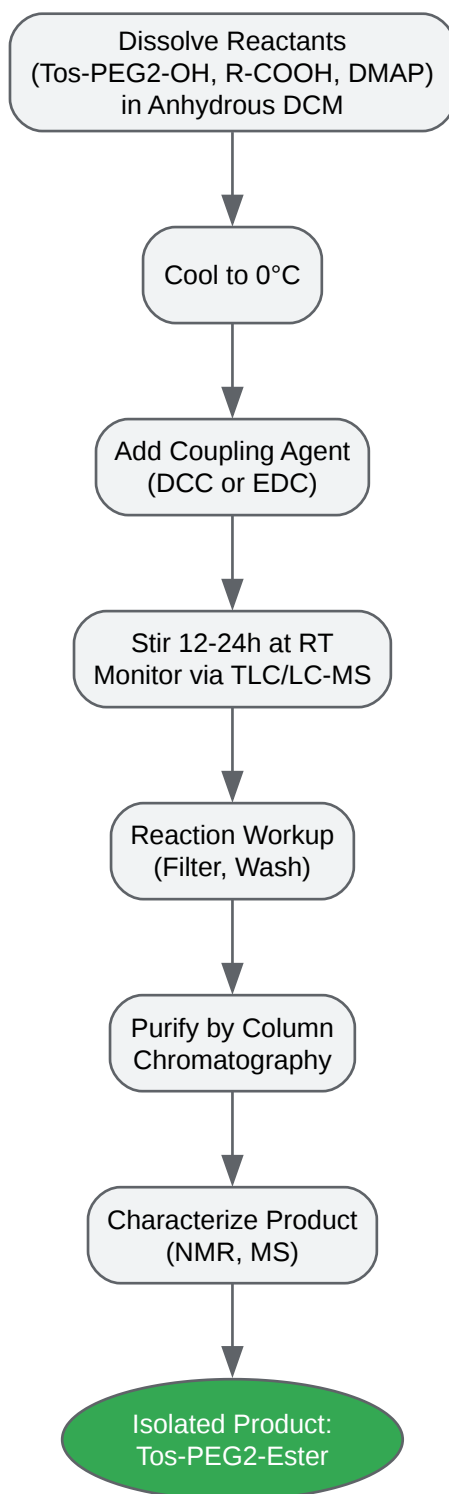 Dissolve Reactants
(Tos-PEG2-OH, R-COOH, DMAP)
in Anhydrous DCM
Cool to 0°C
Add Coupling Agent
(DCC or EDC)
Stir 12-24h at RT
Monitor via TLC/LC-MS
Reaction Workup
(Filter, Wash)
Purify by Column
Chromatography
Characterize Product
(NMR, MS)
Isolated Product:
Tos-PEG2-Ester